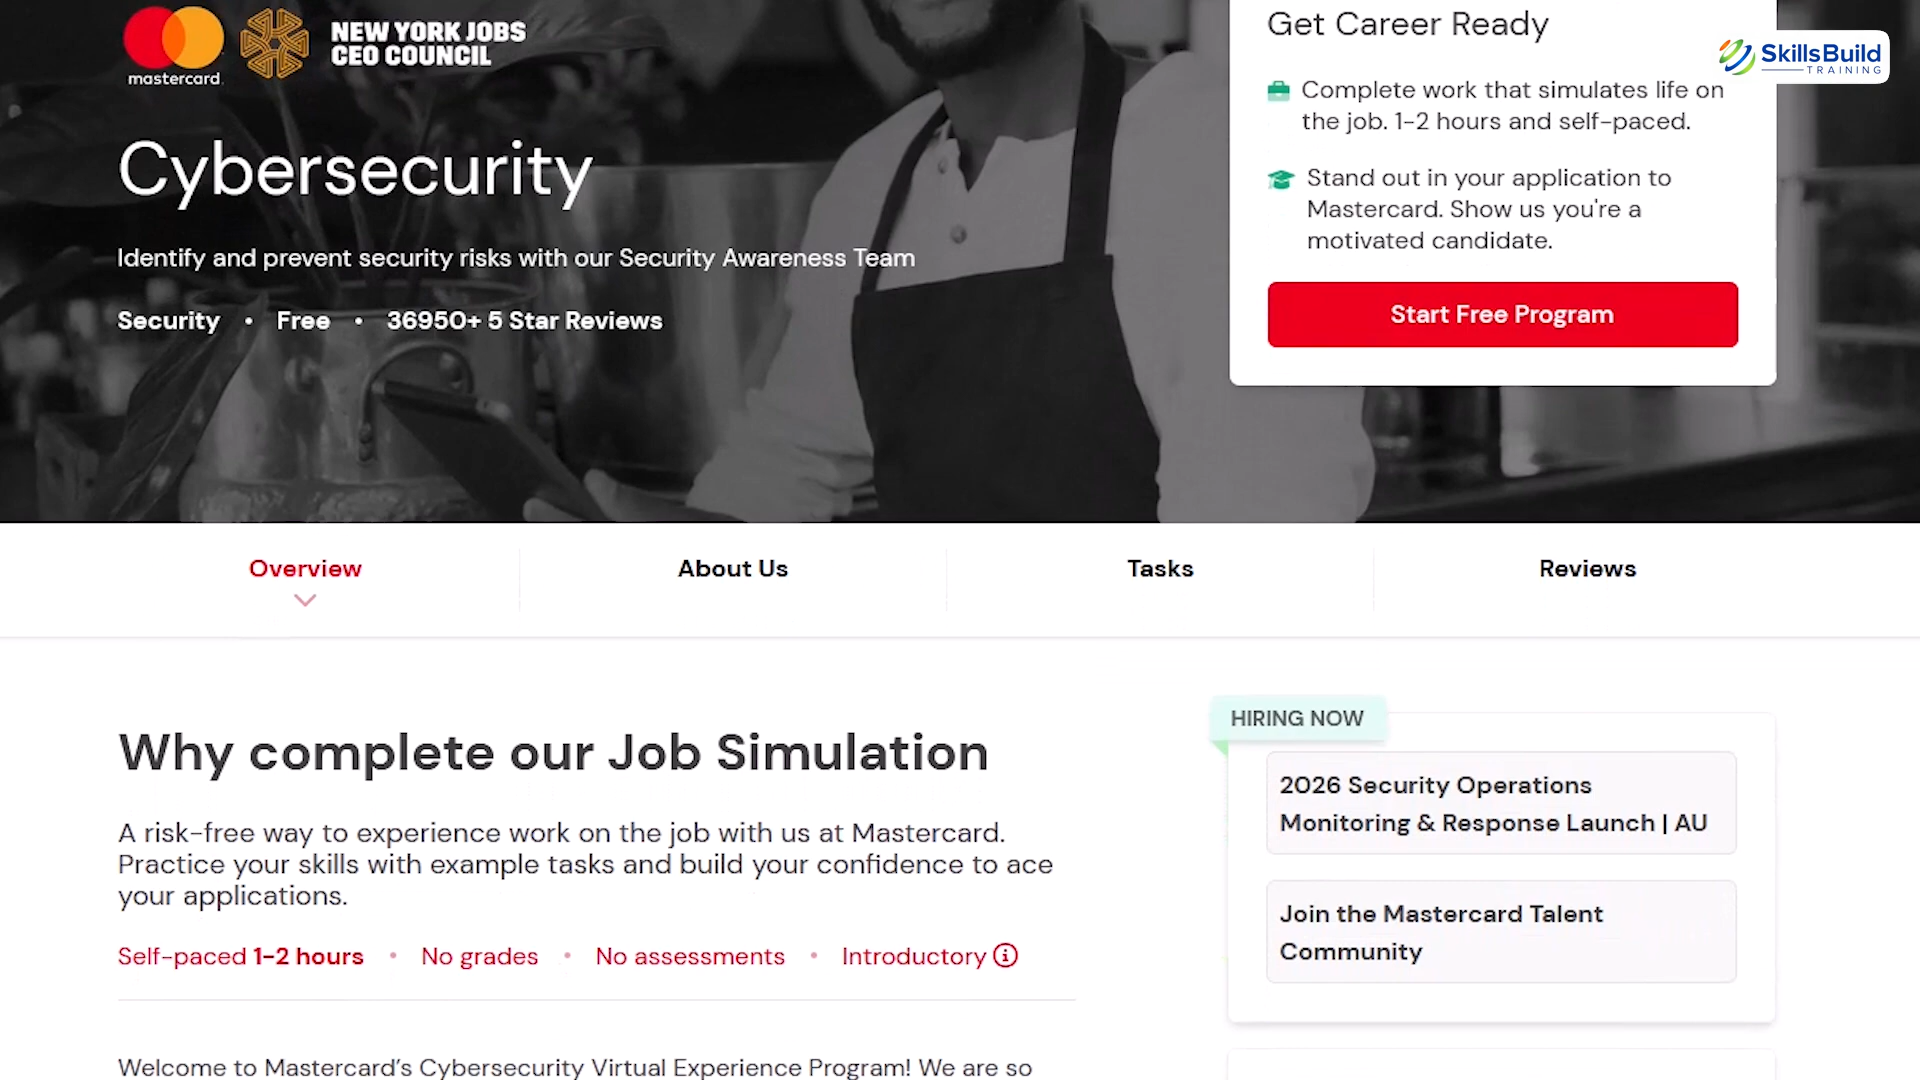 mastercard.
NEW YORK JOBS
CEO COUNCIL
Cybersecurity
Identify and prevent security risks with our Security Awareness Team
Security • Free • 36950+ 5 Star Reviews
Get Career Ready
Complete work that simulates life on
the job. 1-2 hours and self-paced.
Stand out in your application to
Mastercard. Show us you're a
motivated candidate.
Start Free Program
SkillsBuild
TRAINING
Overview
About Us
Tasks
Reviews
Why complete our Job Simulation
A risk-free way to experience work on the job with us at Mastercard.
Practice your skills with example tasks and build your confidence to ace
your applications.
Self-paced 1-2 hours • No grades • No assessments • Introductory
Welcome to Mastercard’s Cybersecurity Virtual Experience Program! We are so
HIRING NOW
2026 Security Operations
Monitoring & Response Launch | AU
Join the Mastercard Talent
Community